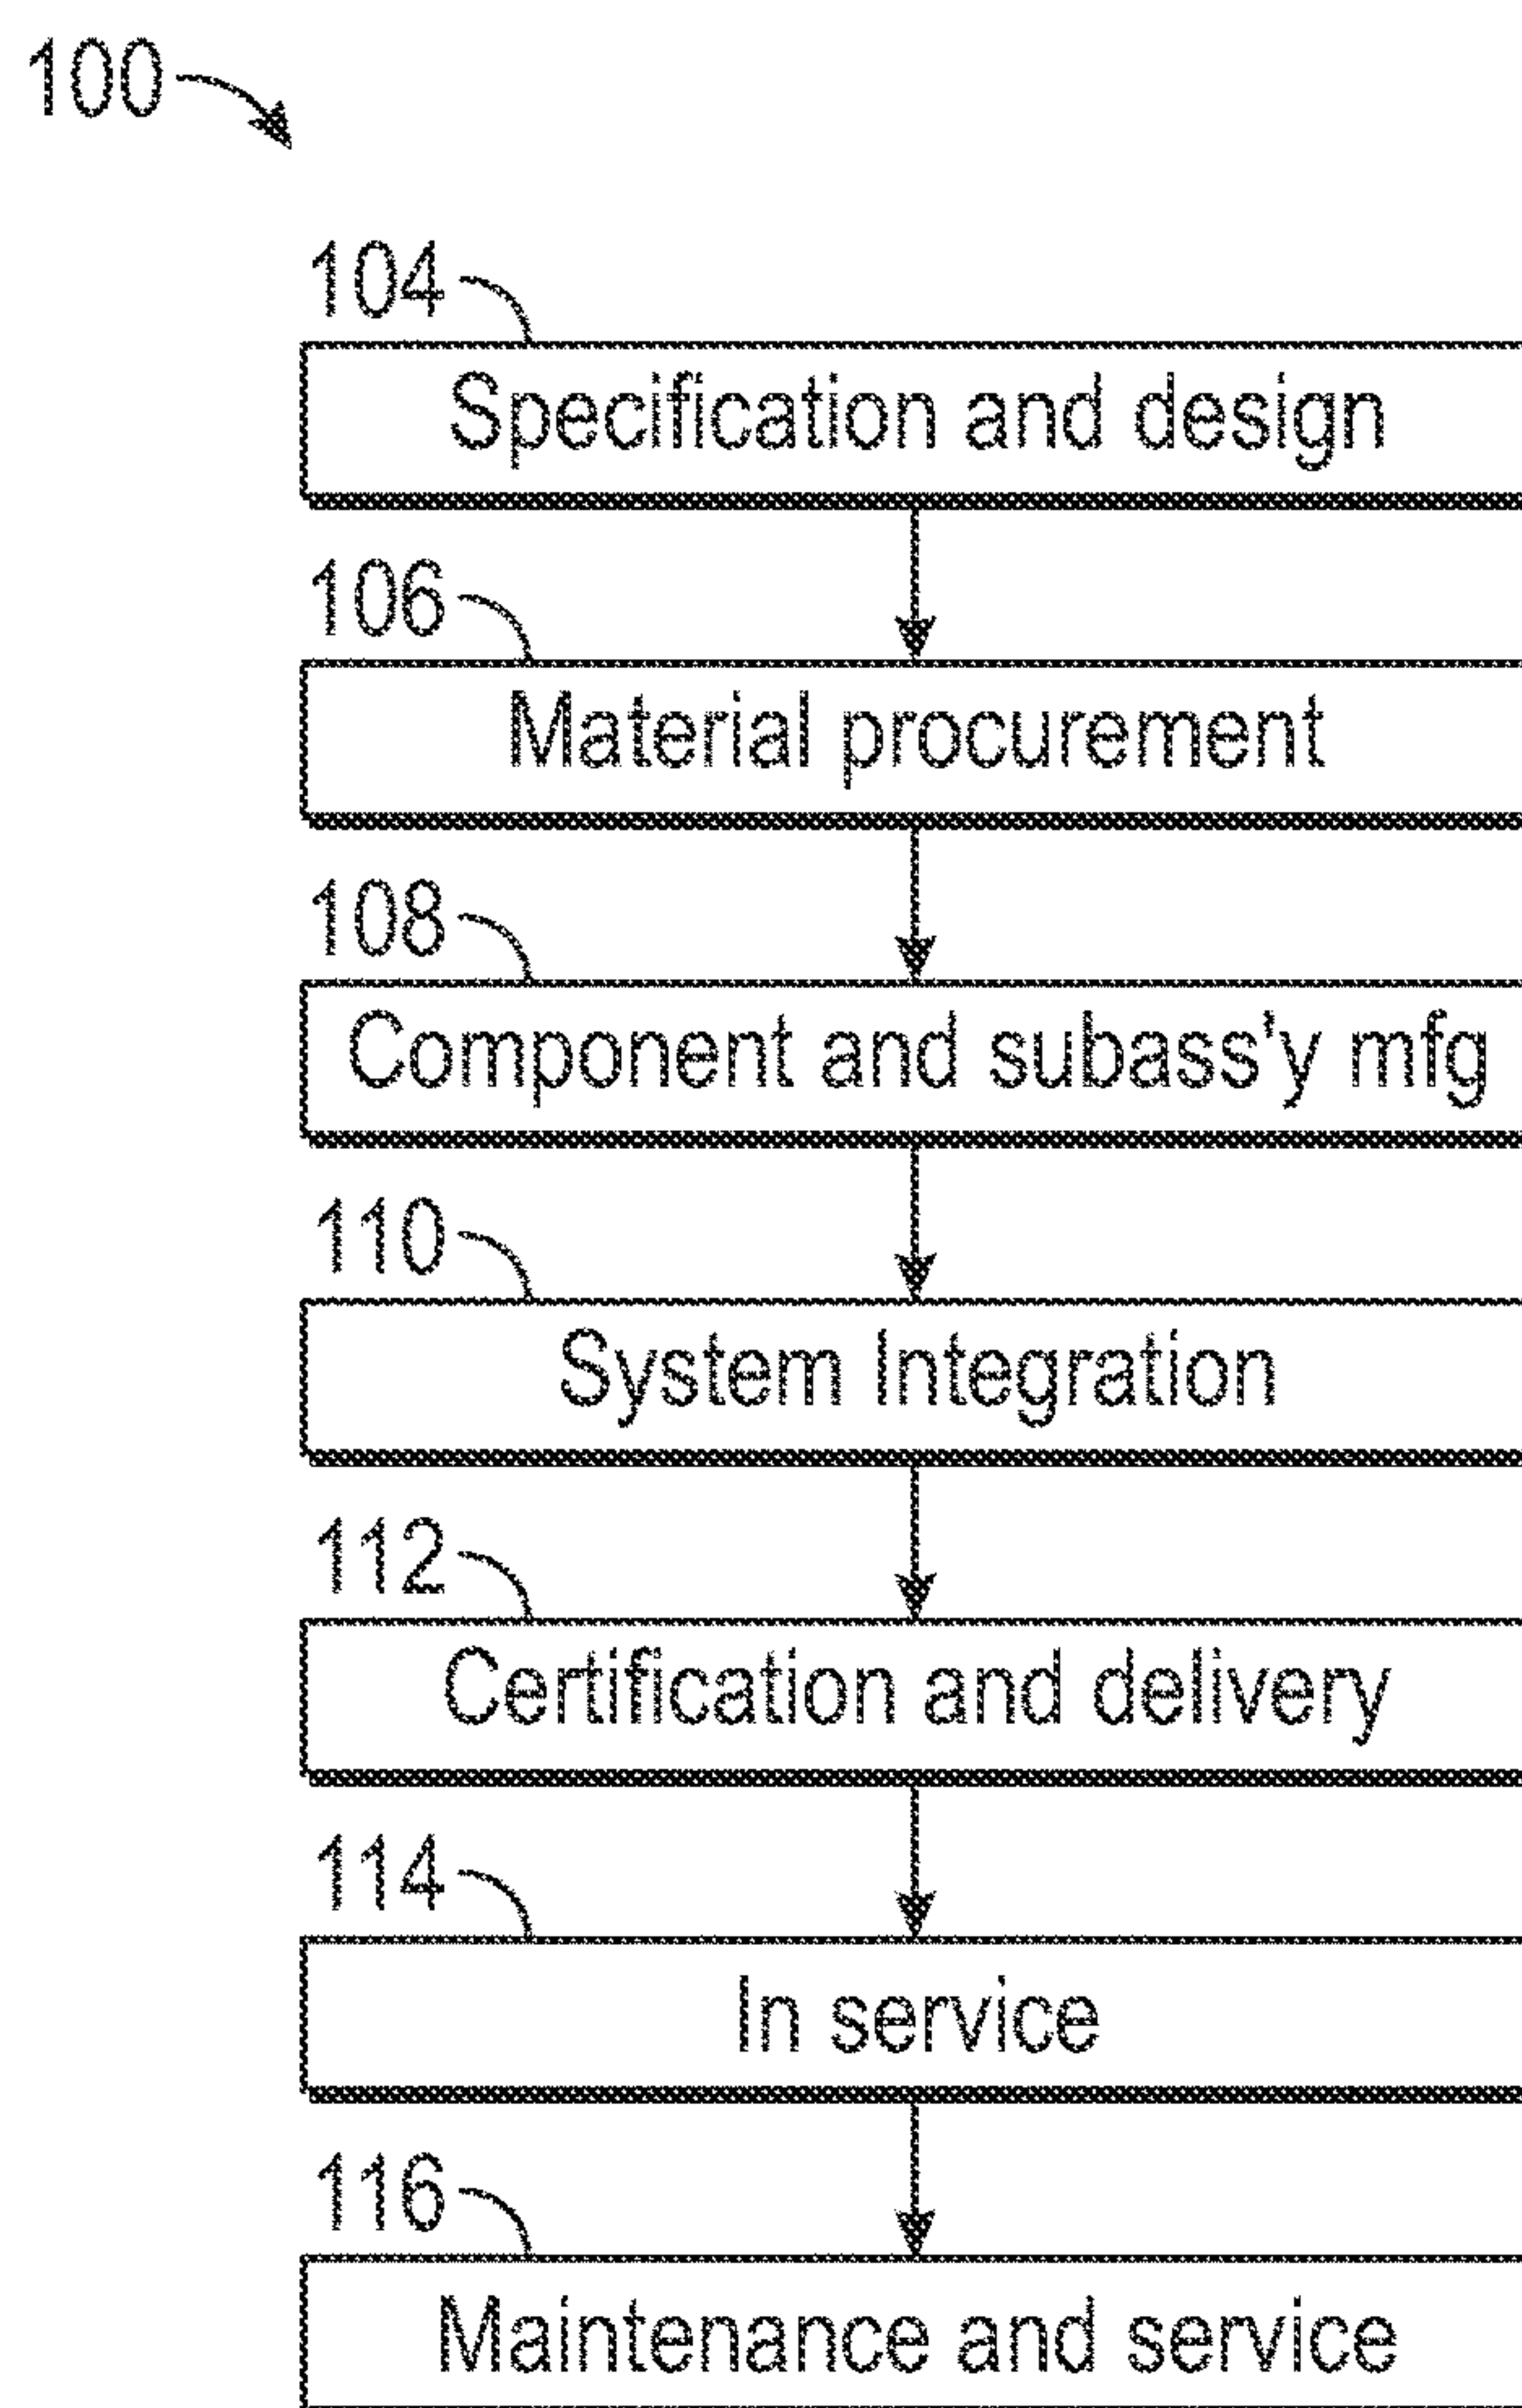 100
104
Specification and design
106
Material procurement
108
Component and subass'y mfg
110
System Integration
112
Certification and delivery
114
In service
116
Maintenance and service